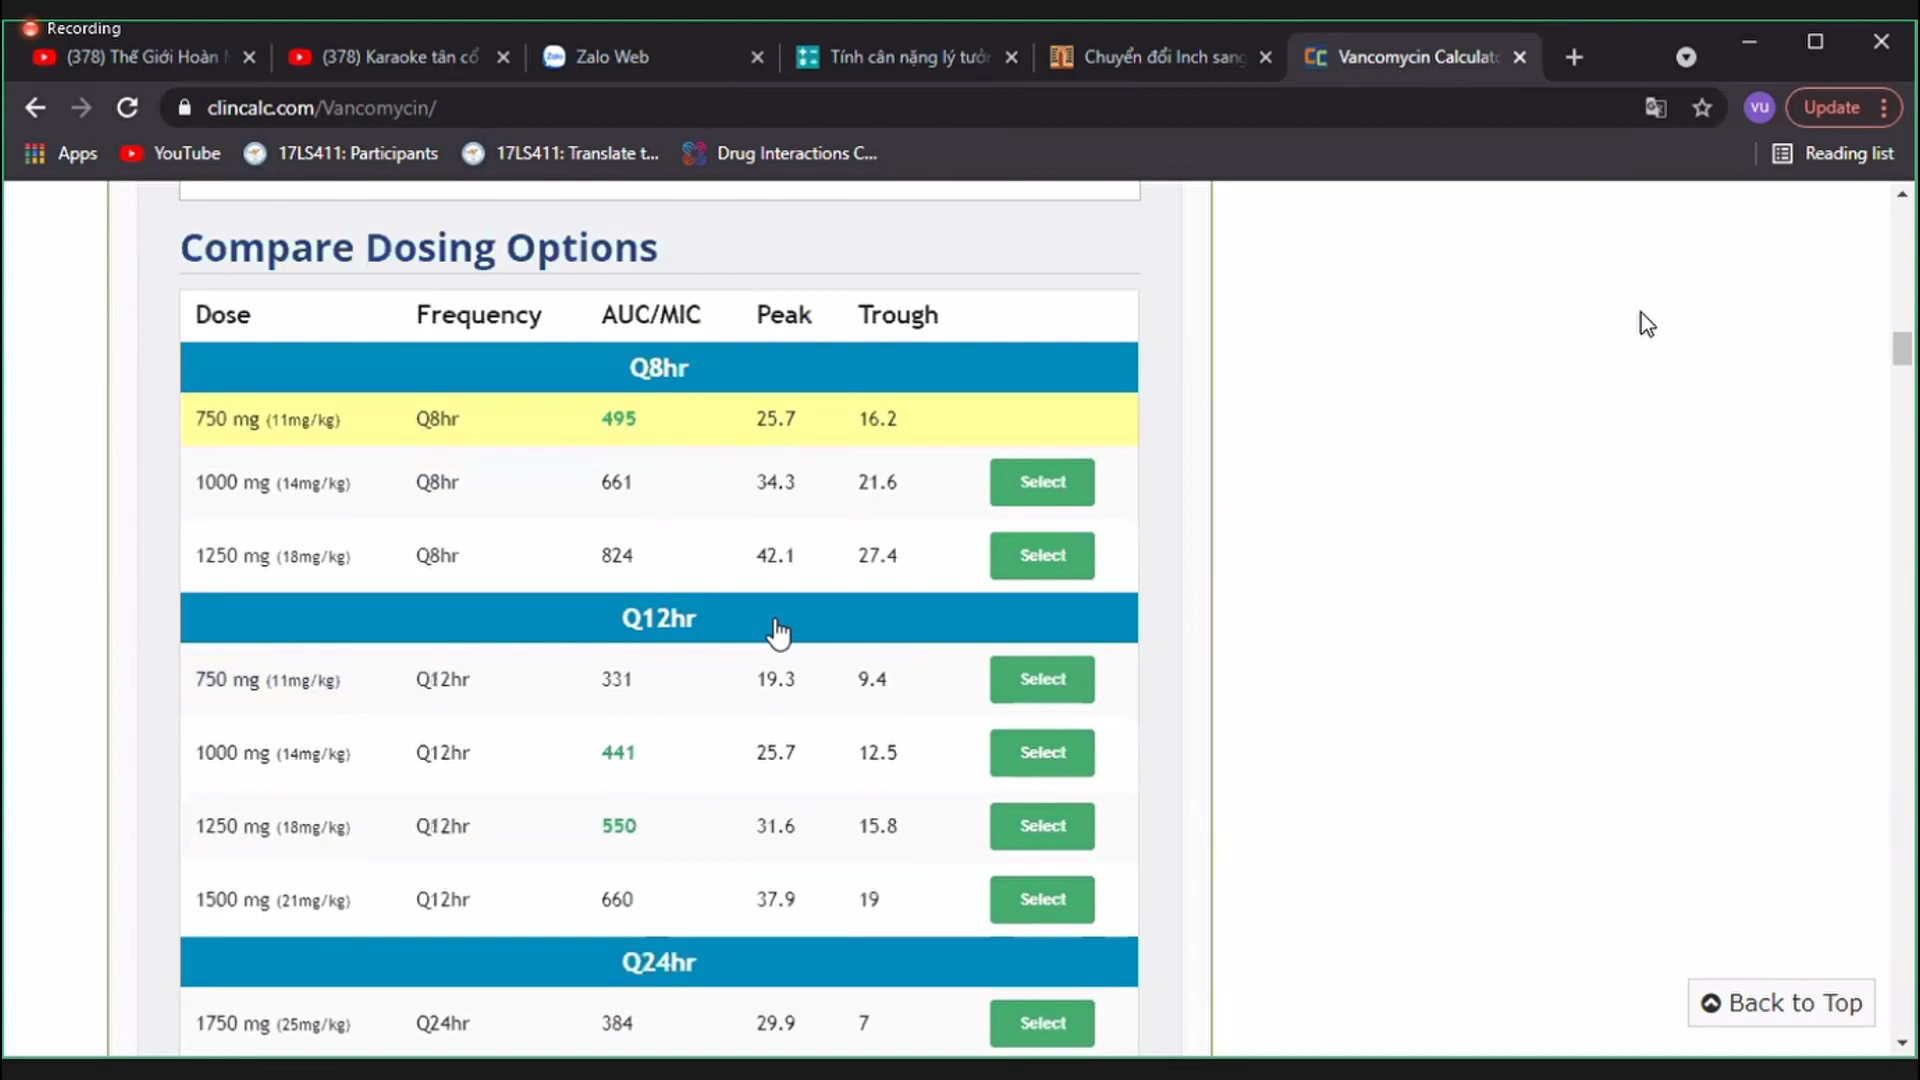 Recording
(378) Thế Giới Hoàn
(378) Karaoke tân cổ
Zalo Web
Tính cân nặng lý tưởn
Chuyển đổi Inch sang
Vancomycin Calculato
clincalc.com/Vancomycin/
VU
Update
Apps
YouTube
17LS411: Participants
17LS411: Translate t...
Drug Interactions C...
Reading list
Compare Dosing Options
Dose Frequency AUC/MIC Peak Trough
Q8hr
750 mg (11mg/kg) Q8hr 495 25.7 16.2
1000 mg (14mg/kg) Q8hr 661 34.3 21.6 Select
1250 mg (18mg/kg) Q8hr 824 42.1 27.4 Select
Q12hr
750 mg (11mg/kg) Q12hr 331 19.3 9.4 Select
1000 mg (14mg/kg) Q12hr 441 25.7 12.5 Select
1250 mg (18mg/kg) Q12hr 550 31.6 15.8 Select
1500 mg (21mg/kg) Q12hr 660 37.9 19 Select
Q24hr
1750 mg (25mg/kg) Q24hr 384 29.9 7 Select
Back to Top